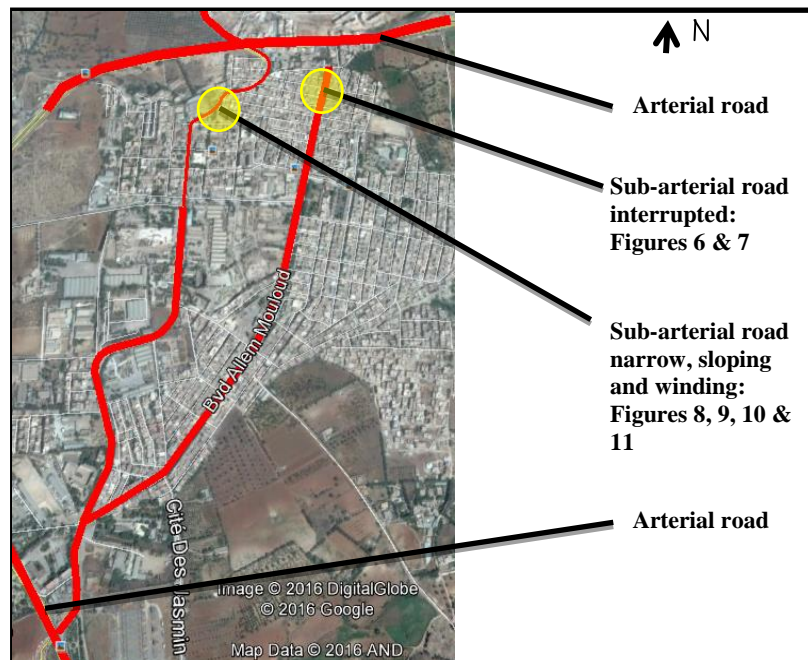 N
Arterial road
Sub-arterial road
interrupted:
Figures 6 & 7
Sub-arterial road
narrow, sloping
and winding:
Figures 8, 9, 10 &
11
Arterial road
Bvd Allem Mouloud
Cité Des Jasmin
Image © 2016 DigitalGlobe
© 2016 Google
Map Data © 2016 AND